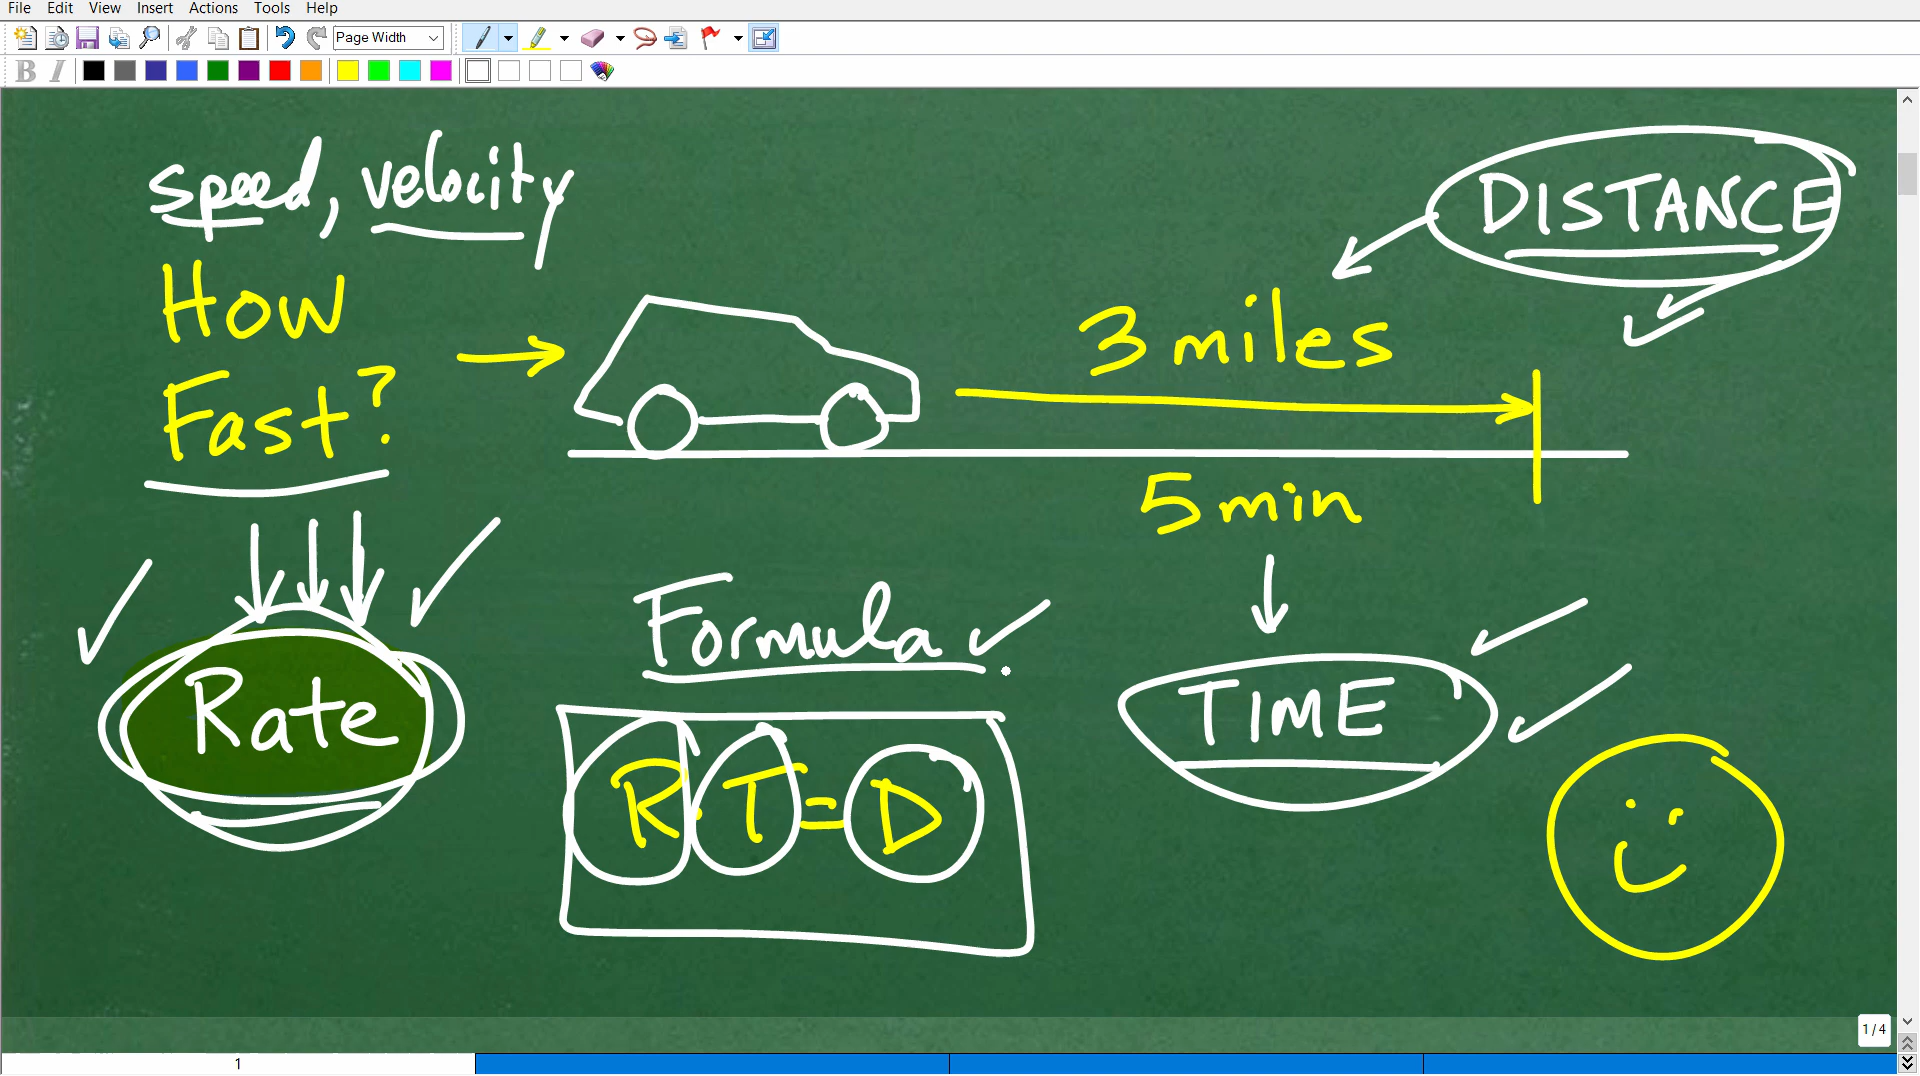 File Edit View Insert Actions Tools Help
Page Width
B I
speed, velocity
DISTANCE
How
Fast?
3 miles
5 min
Formula
Rate
TIME
R·T=D
1 / 4
1